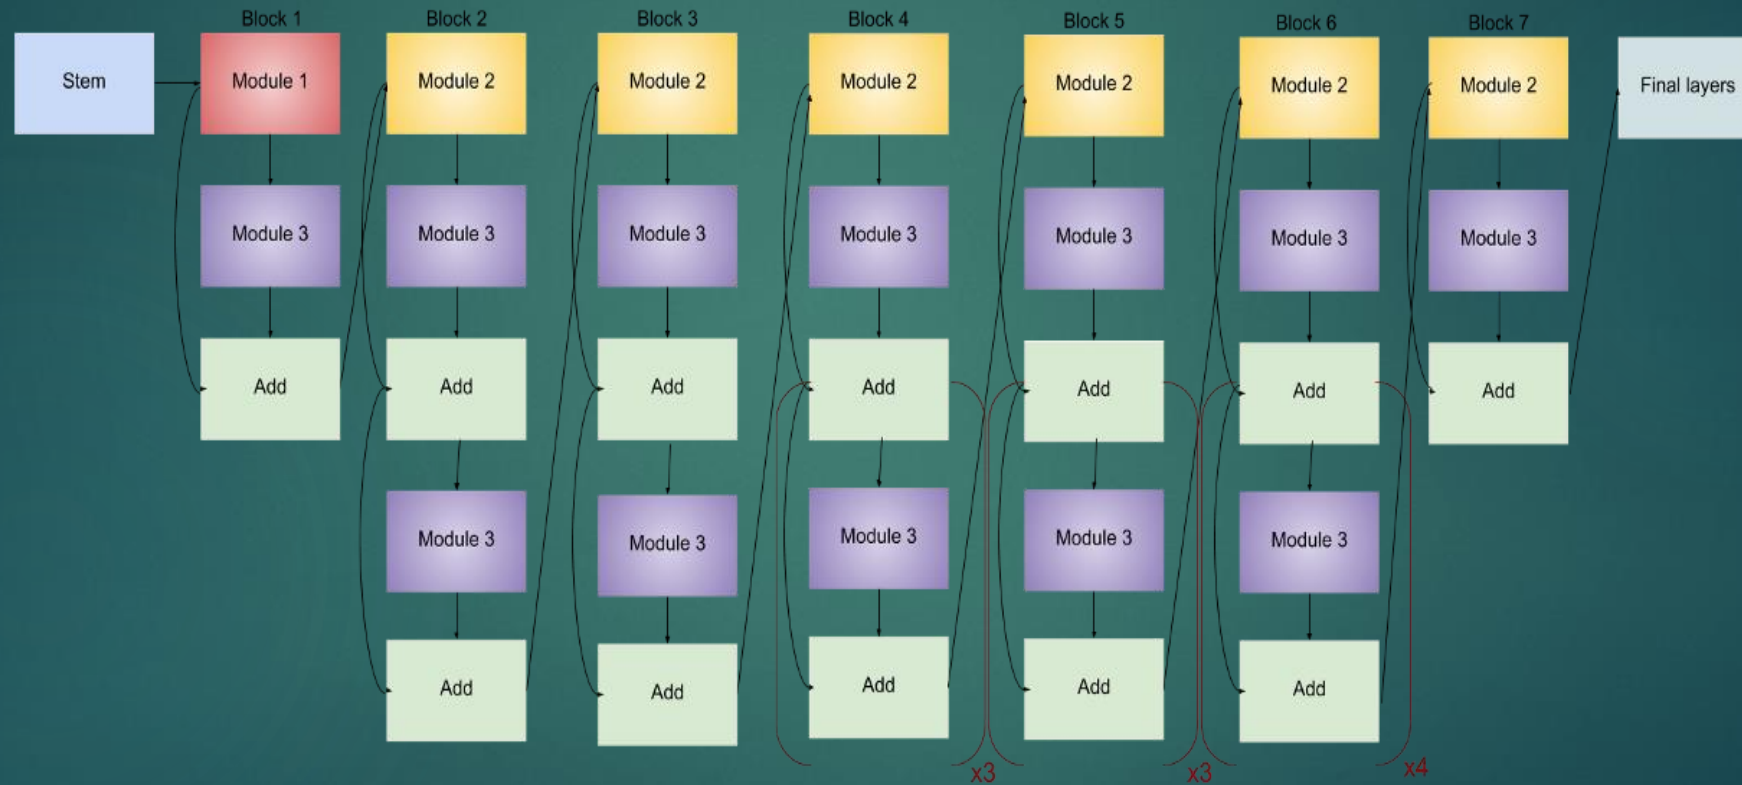 Block 1
Block 2
Block 3
Block 4
Block 5
Block 6
Block 7
Stem
Module 1
Module 2
Module 2
Module 2
Module 2
Module 2
Module 2
Final layers
Module 3
Module 3
Module 3
Module 3
Module 3
Module 3
Module 3
Add
Add
Add
Add
Add
Add
Add
Module 3
Module 3
Module 3
Module 3
Module 3
Add
Add
Add
Add
Add
x3
x3
x4